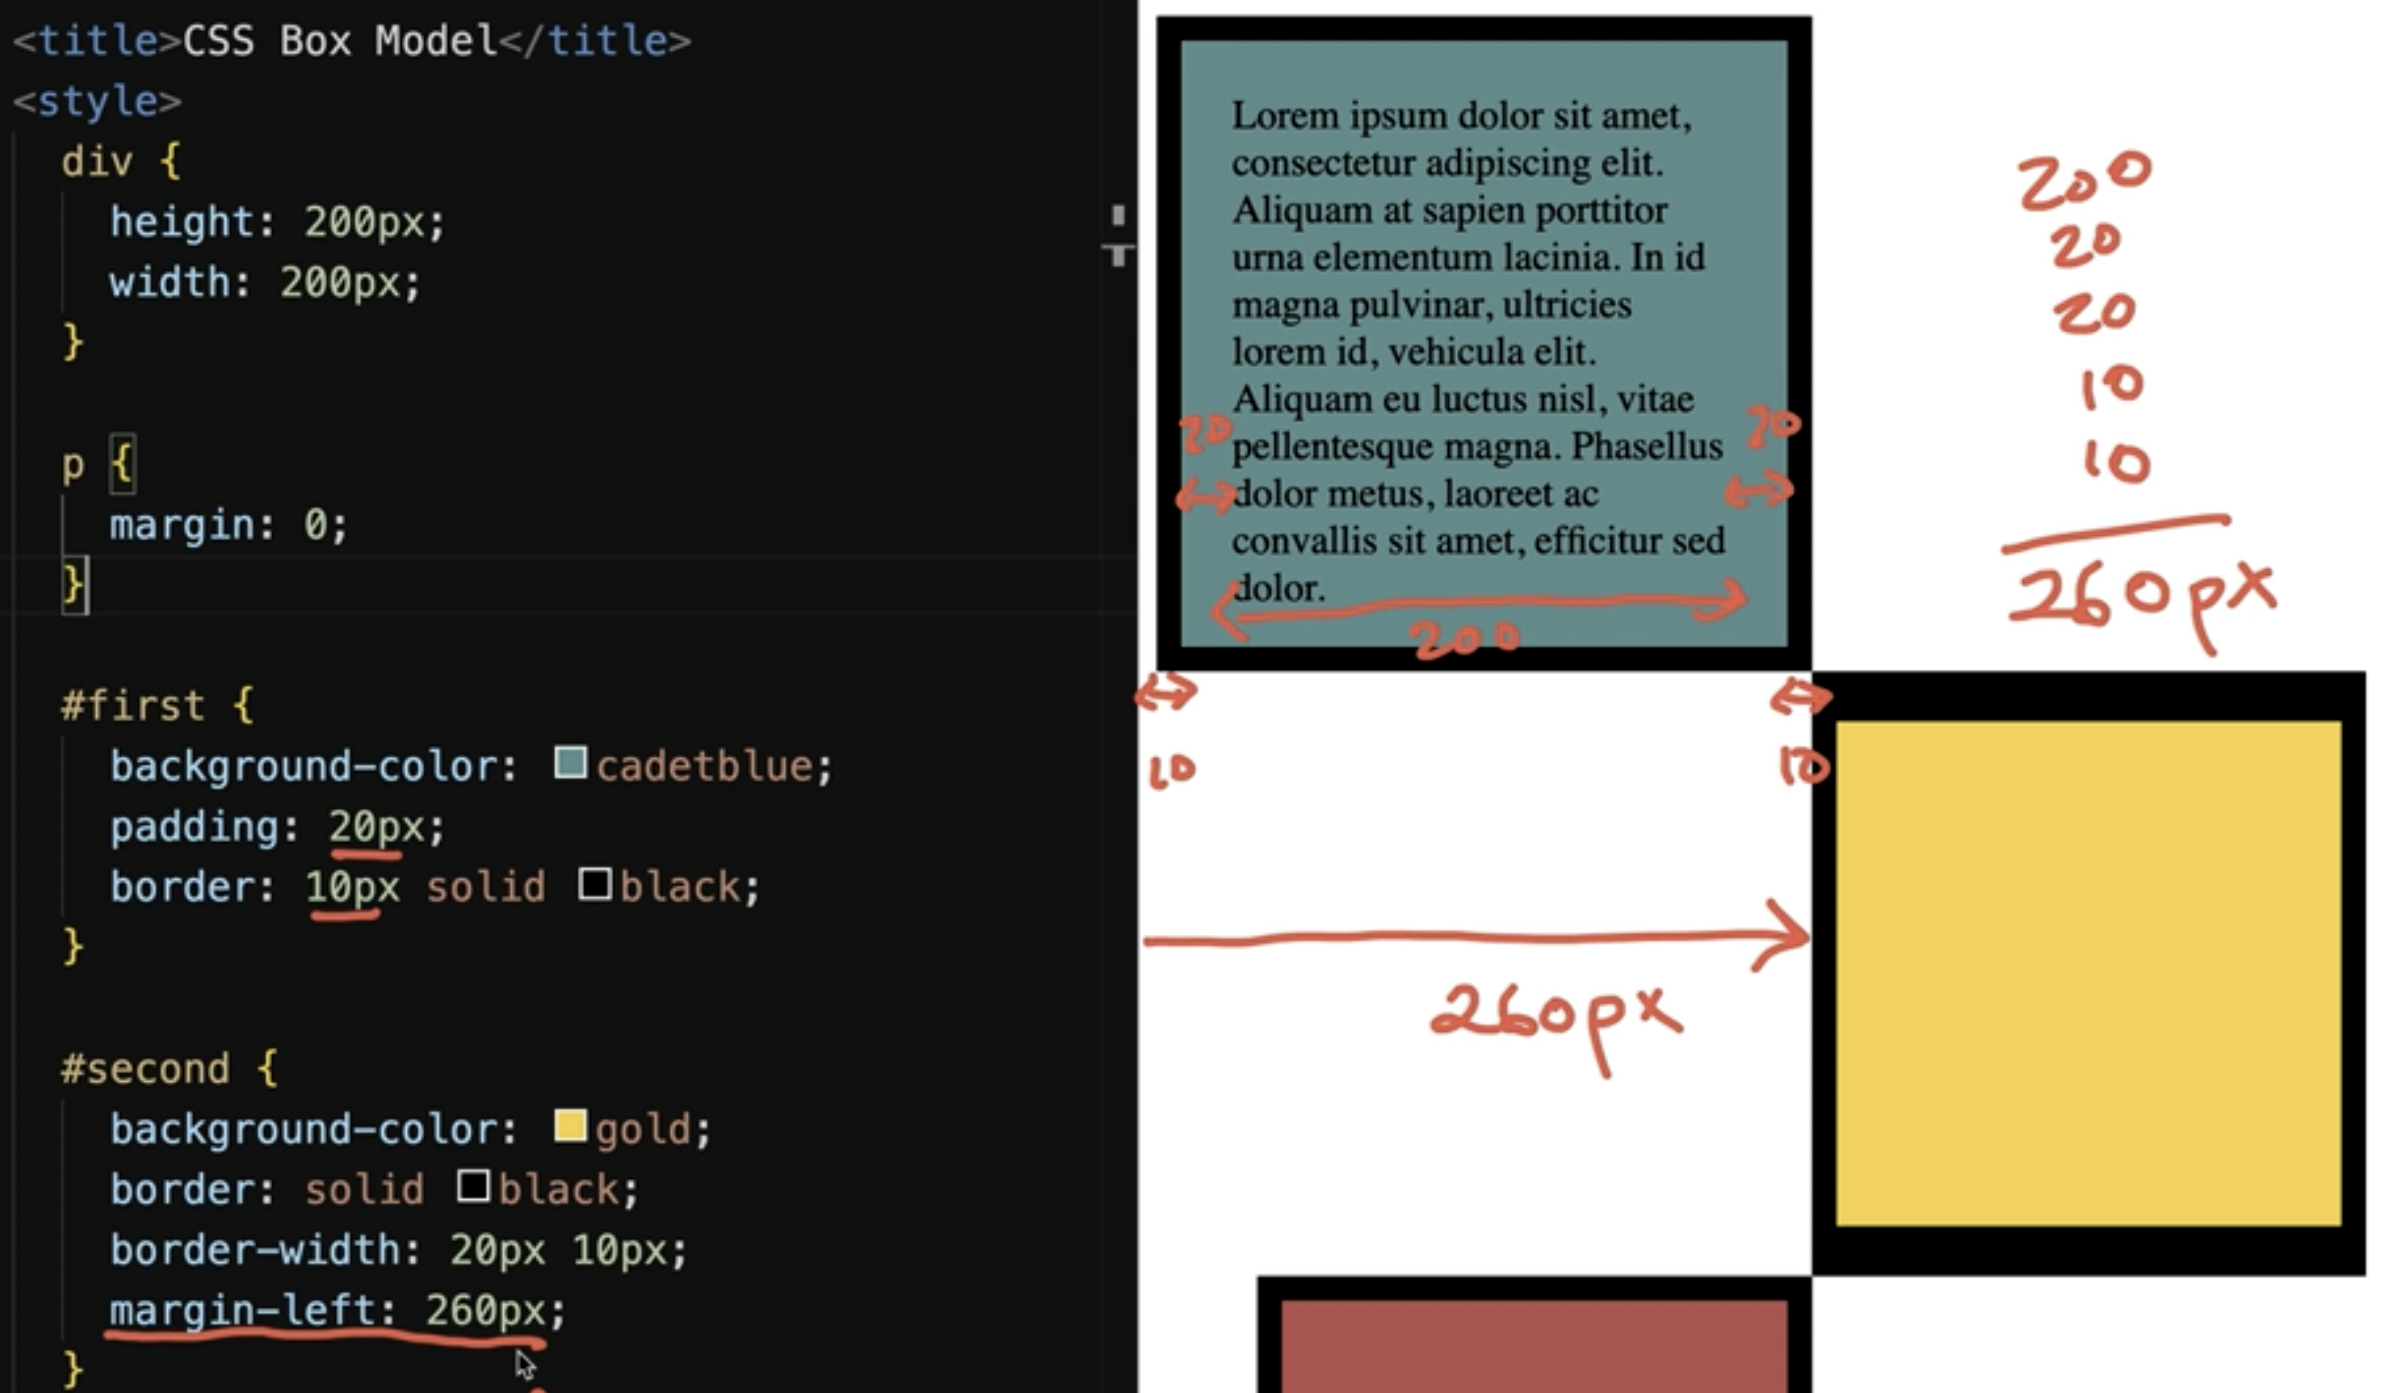 <title>CSS Box Model</title>
<style>
div {
height: 200px;
width: 200px;
}
p {
margin: 0;
}
#first {
background-color: cadetblue;
padding: 20px;
border: 10px solid black;
}
#second {
background-color: gold;
border: solid black;
border-width: 20px 10px;
margin-left: 260px;
}
Lorem ipsum dolor sit amet,
consectetur adipiscing elit.
Aliquam at sapien porttitor
urna elementum lacinia. In id
magna pulvinar, ultricies
lorem id, vehicula elit.
Aliquam eu luctus nisl, vitae
pellentesque magna. Phasellus
dolor metus, laoreet ac
convallis sit amet, efficitur sed
dolor.
20
20
200
10
10
260px
200
20
20
10
10
260px